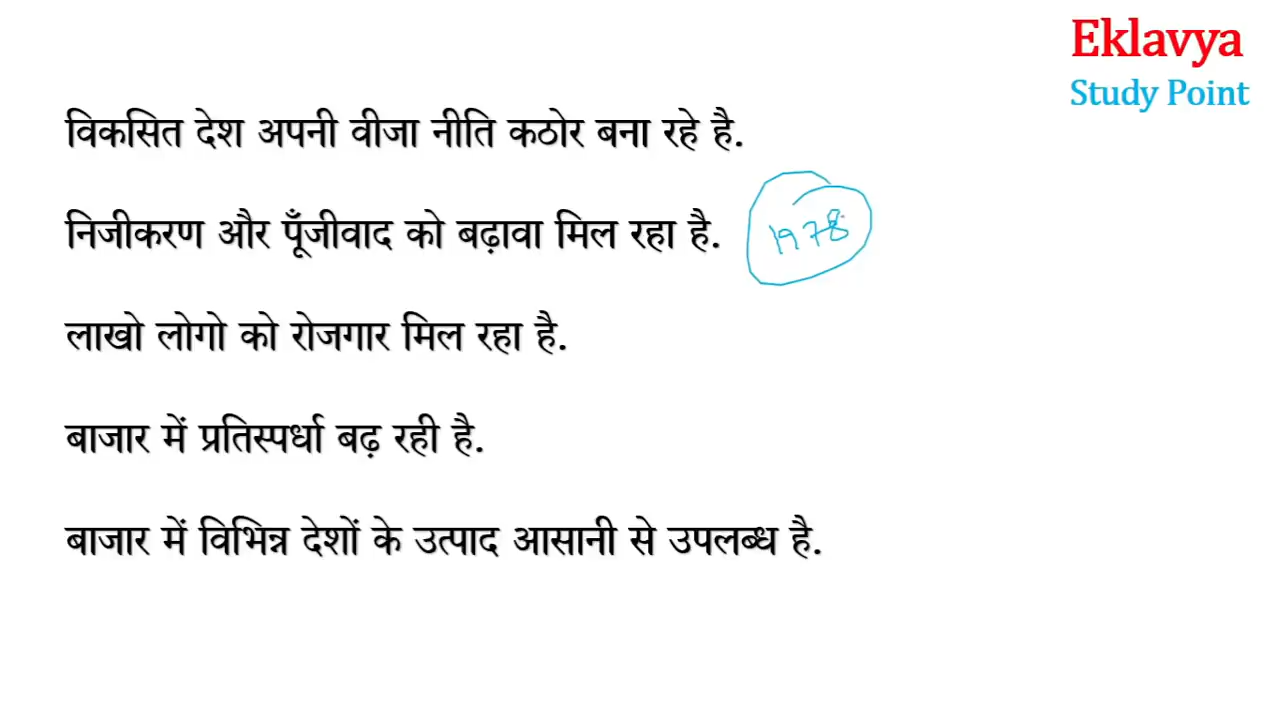 Eklavya
Study Point
विकसित देश अपनी वीजा नीति कठोर बना रहे है.
निजीकरण और पूँजीवाद को बढ़ावा मिल रहा है.
1978
लाखो लोगो को रोजगार मिल रहा है.
बाजार में प्रतिस्पर्धा बढ़ रही है.
बाजार में विभिन्न देशों के उत्पाद आसानी से उपलब्ध है.